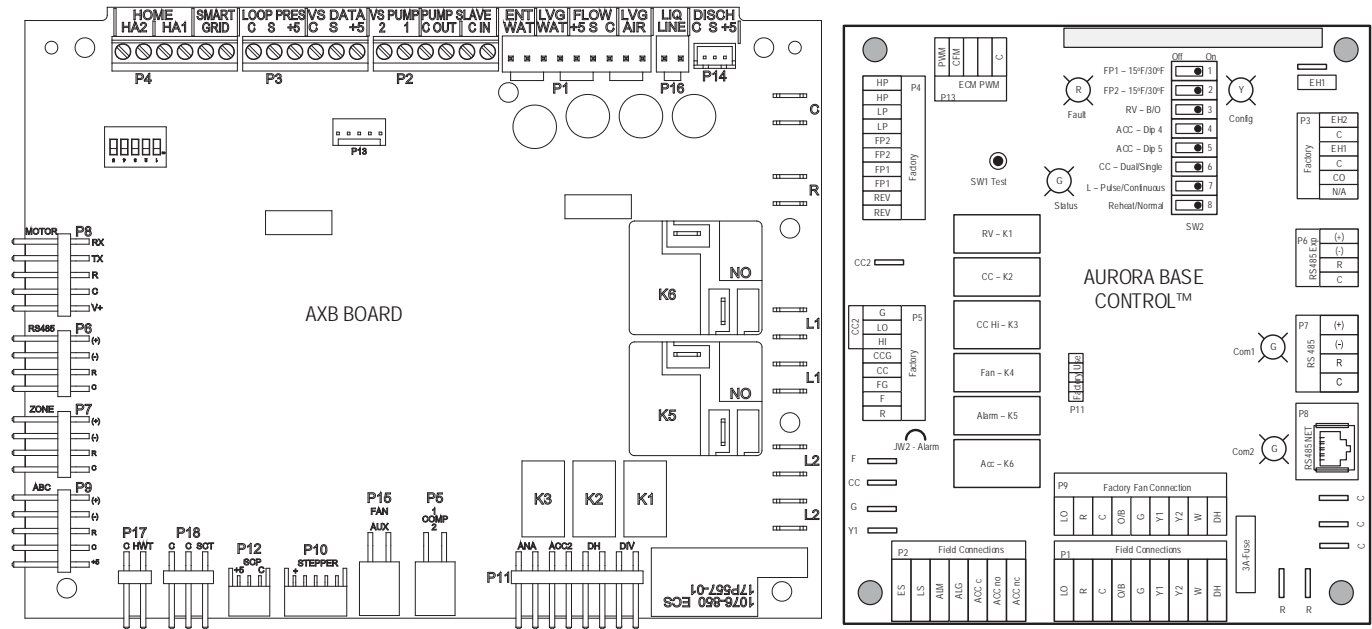 HOME SMART LOOP PRES VS DATA VS PUMP PUMP SLAVE ENT LVG FLOW LVG LIQ DISCH
HA2 HA1 GRID C S +5 C S +5 2 1 C OUT C IN WAT WAT +5 S C AIR LINE C S +5
P4 P3 P2 P1 P16 P14
P13
C
R
MOTOR P8
RX
TX
R
C
V+
RS485 P6
(+)
(-)
R
C
ZONE P7
(+)
(-)
R
C
ABC P9
(+)
(-)
R
C
+5
AXB BOARD
K6 NO
K5 NO
L1
L1
L2
L2
K3 K2 K1
P17
C HWT
P18
C C SCT
P12
SCP
+5 C
P10
STEPPER
+
P15
FAN
AUX
P5
1
COMP
2
P11
ANA ACC2 DH DIV
1076-850 ECS
17P557-01
PWM
CFM
C
ECM PWM
P13
P4
HP
HP
LP
LP
FP2
FP2
FP1
FP1
REV
REV
Factory
R
Fault
Off On
FP1 – 15ºF/30ºF 1
FP2 – 15ºF/30ºF 2
RV – B/O 3
ACC – Dip 4 4
ACC – Dip 5 5
CC – Dual/Single 6
L – Pulse/Continuous 7
Reheat/Normal 8
SW2
Y
Config
SW1 Test
G
Status
EH1
P3
Factory
EH2
C
EH1
C
CO
N/A
RV – K1
CC – K2
CC Hi – K3
Fan – K4
Alarm – K5
Acc – K6
AURORA BASE
CONTROL™
P6
RS485 Exp
(+)
(-)
R
C
CC2
CC2
P5
G
LO
HI
CCG
CC
FG
F
R
Factory
Factory Use
P11
P7
RS 485
(+)
(-)
R
C
Com1
G
JW2 - Alarm
P8
RS485 NET
Com2
G
F
CC
G
Y1
P9 Factory Fan Connection
LO R C O/B G Y1 Y2 W DH
P2 Field Connections
ES LS ALM ALG ACC c ACC no ACC nc
P1 Field Connections
LO R C O/B G Y1 Y2 W DH
3A-Fuse
C
C
C
R R